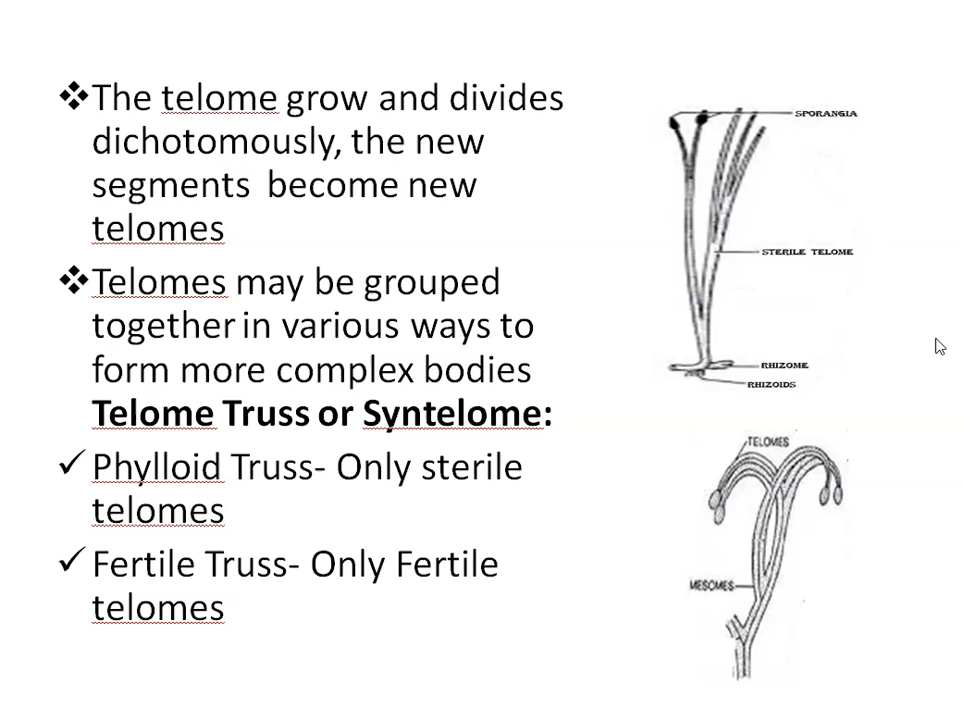 ❖The telome grow and divides
dichotomously, the new
segments become new
telomes
❖Telomes may be grouped
together in various ways to
form more complex bodies
Telome Truss or Syntelome:
✓Phylloid Truss- Only sterile
telomes
✓Fertile Truss- Only Fertile
telomes
SPORANGIA
STERILE TELOME
RHIZOME
RHIZOIDS
TELOMES
MESOMES